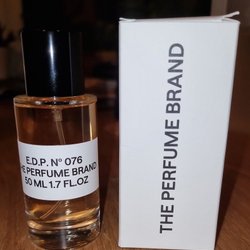 E.D.P. Nº 076
THE PERFUME BRAND
50 ML 1.7 FL.OZ
THE PERFUME BRAND